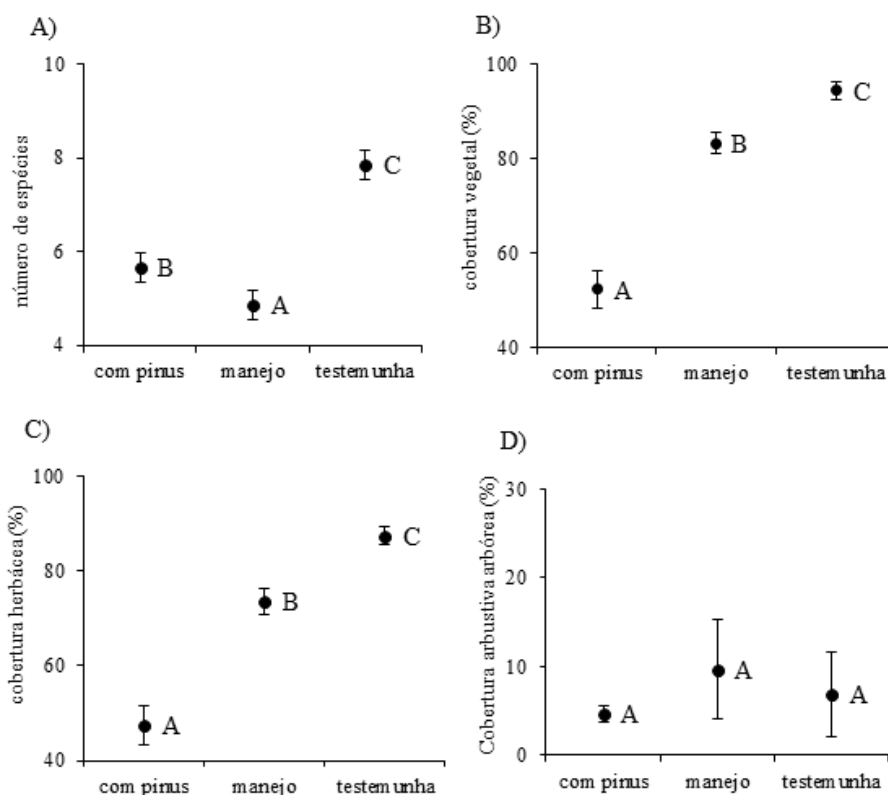 A)
número de espécies
10
8
6
4
B
A
C
com pinus manejo testemunha
B)
cobertura vegetal (%)
100
80
60
40
A
B
C
com pinus manejo testemunha
C)
cobertura herbácea (%)
100
80
60
40
A
B
C
com pinus manejo testemunha
D)
Cobertura arbustiva arbórea (%)
30
20
10
0
A
A
A
com pinus manejo testemunha